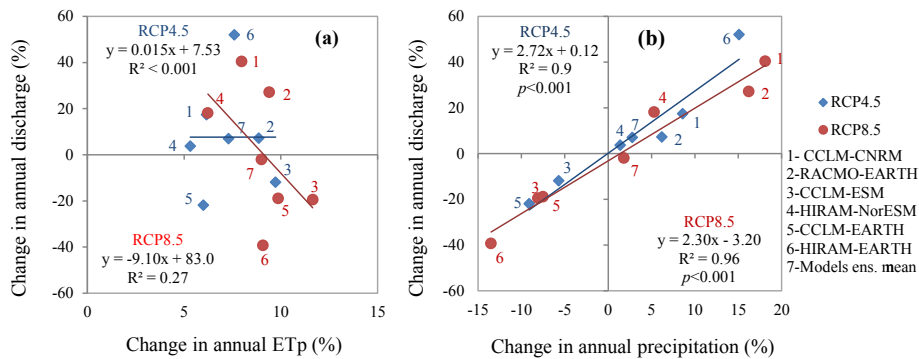 RCP4.5
(a)
y = 0.015x + 7.53
R² < 0.001
6
1
2
4
1
7
2
4
7
3
5
3
5
6
RCP8.5
y = -9.10x + 83.0
R² = 0.27
60
40
20
0
-20
-40
-60
0
5
10
15
Change in annual discharge (%)
Change in annual ETp (%)
RCP4.5
(b)
y = 2.72x + 0.12
R² = 0.9
p<0.001
6
1
2
4
1
4
7
2
7
3
3
5
5
6
RCP8.5
y = 2.30x - 3.20
R² = 0.96
p<0.001
60
40
20
0
-20
-40
-60
-15
-10
-5
0
5
10
15
20
Change in annual discharge (%)
Change in annual precipitation (%)
RCP4.5
RCP8.5
1- CCLM-CNRM
2-RACMO-EARTH
3-CCLM-ESM
4-HIRAM-NorESM
5-CCLM-EARTH
6-HIRAM-EARTH
7-Models ens. mean